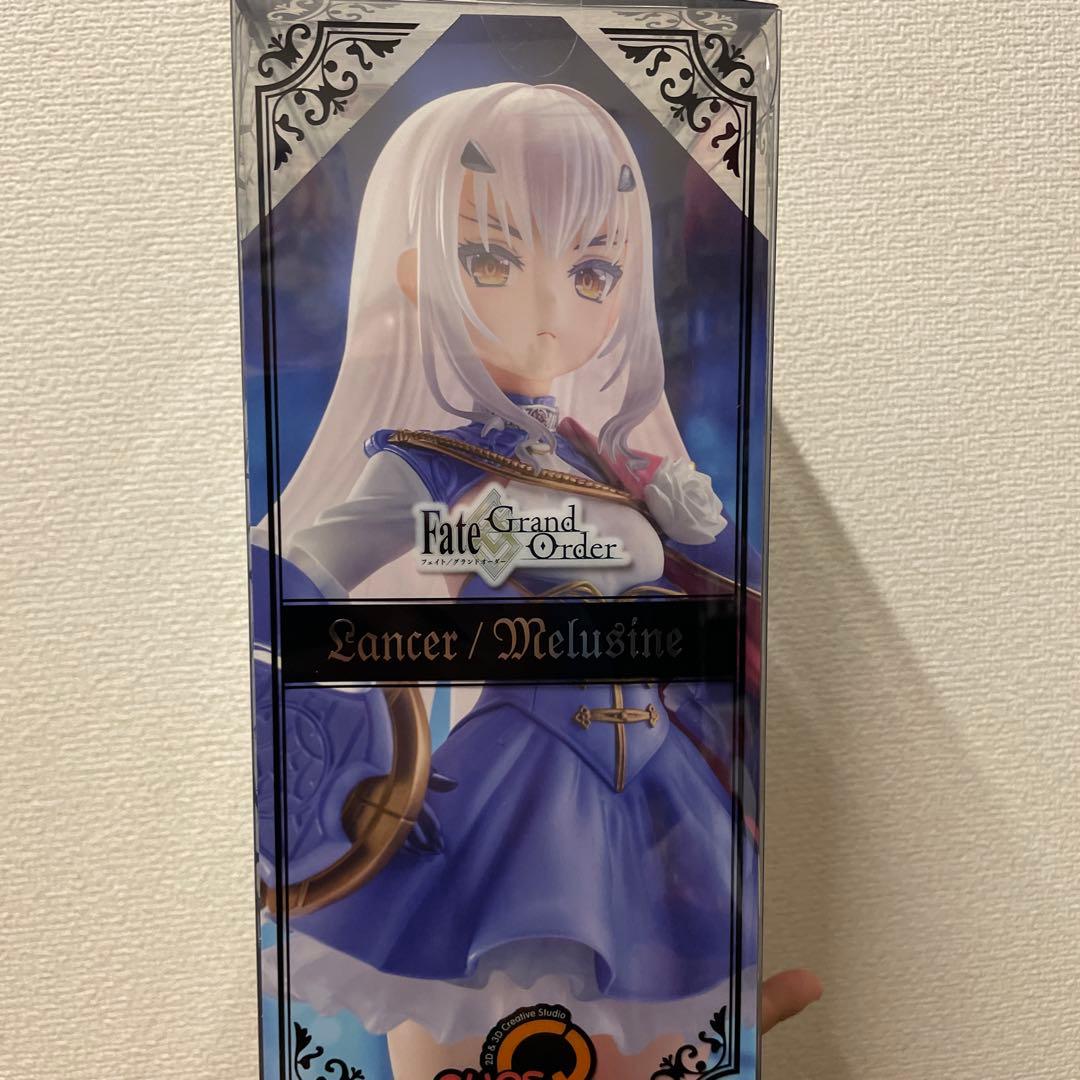 Fate Grand
Order
フェイト/グランドオーダー
Lancer / Melusine
2D & 3D Creative Studio